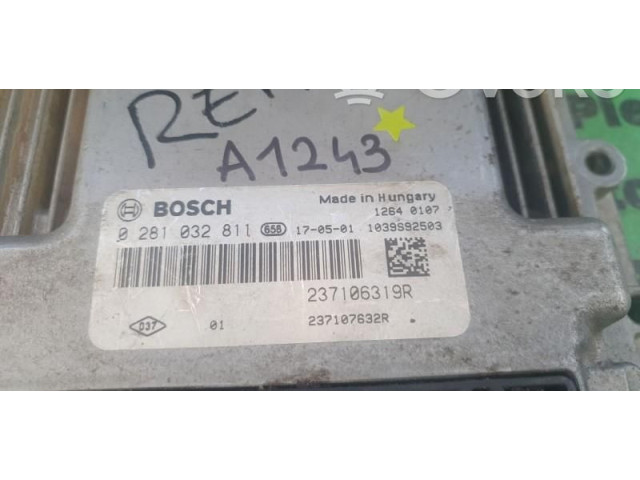 A1243
BOSCH
Made in Hungary
1264 0107
0 281 032 811 658 17-05-01 1039S92503
237106319R
037 01 237107632R